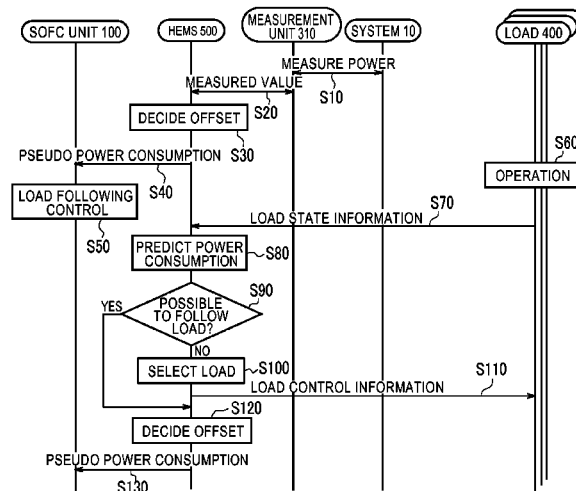 SOFC UNIT 100
HEMS 500
MEASUREMENT
UNIT 310
SYSTEM 10
LOAD 400
MEASURE POWER
S10
MEASURED VALUE
S20
DECIDE OFFSET
S30
PSEUDO POWER CONSUMPTION
S40
LOAD FOLLOWING
CONTROL
S50
S60
OPERATION
LOAD STATE INFORMATION
S70
PREDICT POWER
CONSUMPTION
S80
S90
YES
POSSIBLE
TO FOLLOW
LOAD?
NO
SELECT LOAD
S100
LOAD CONTROL INFORMATION
S110
S120
DECIDE OFFSET
PSEUDO POWER CONSUMPTION
S130